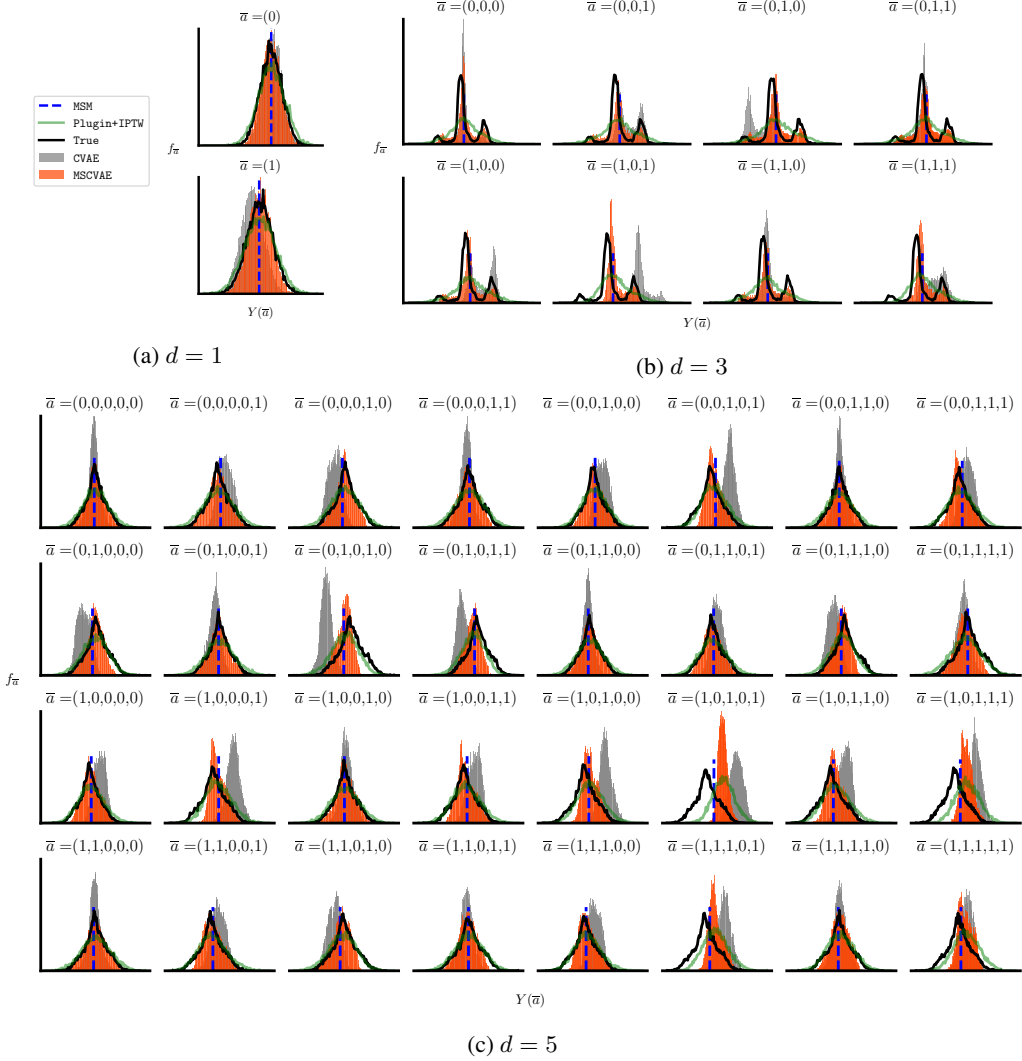 a̅ =(0)
MSM
Plugin+IPTW
True
CVAE
MSCVAE
f_a̅
a̅ =(1)
Y(a̅)
(a) d = 1
a̅ =(0,0,0) a̅ =(0,0,1) a̅ =(0,1,0) a̅ =(0,1,1)
f_a̅
a̅ =(1,0,0) a̅ =(1,0,1) a̅ =(1,1,0) a̅ =(1,1,1)
Y(a̅)
(b) d = 3
a̅ =(0,0,0,0,0) a̅ =(0,0,0,0,1) a̅ =(0,0,0,1,0) a̅ =(0,0,0,1,1) a̅ =(0,0,1,0,0) a̅ =(0,0,1,0,1) a̅ =(0,0,1,1,0) a̅ =(0,0,1,1,1)
a̅ =(0,1,0,0,0) a̅ =(0,1,0,0,1) a̅ =(0,1,0,1,0) a̅ =(0,1,0,1,1) a̅ =(0,1,1,0,0) a̅ =(0,1,1,0,1) a̅ =(0,1,1,1,0) a̅ =(0,1,1,1,1)
f_a̅
a̅ =(1,0,0,0,0) a̅ =(1,0,0,0,1) a̅ =(1,0,0,1,0) a̅ =(1,0,0,1,1) a̅ =(1,0,1,0,0) a̅ =(1,0,1,0,1) a̅ =(1,0,1,1,0) a̅ =(1,0,1,1,1)
a̅ =(1,1,0,0,0) a̅ =(1,1,0,0,1) a̅ =(1,1,0,1,0) a̅ =(1,1,0,1,1) a̅ =(1,1,1,0,0) a̅ =(1,1,1,0,1) a̅ =(1,1,1,1,0) a̅ =(1,1,1,1,1)
Y(a̅)
(c) d = 5